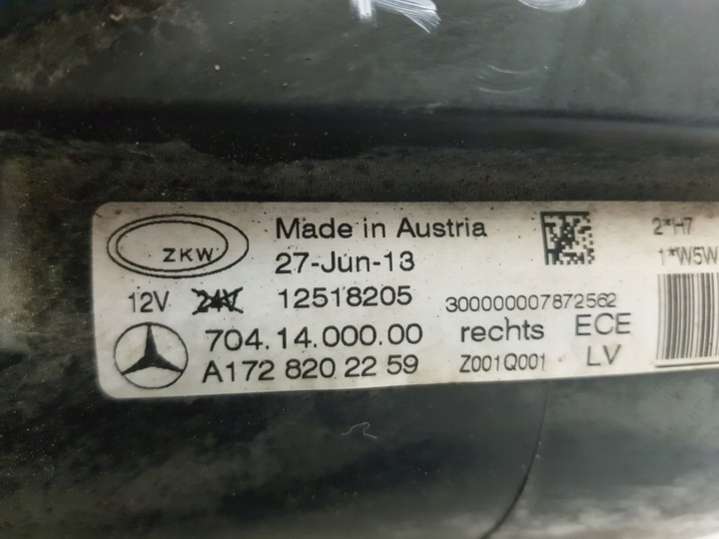 ZKW Made in Austria 2*H7
27-Jun-13 1*W5W
12V 24V 12518205 300000007872562
704.14.000.00 rechts ECE
A172 820 22 59 Z001Q001 LV